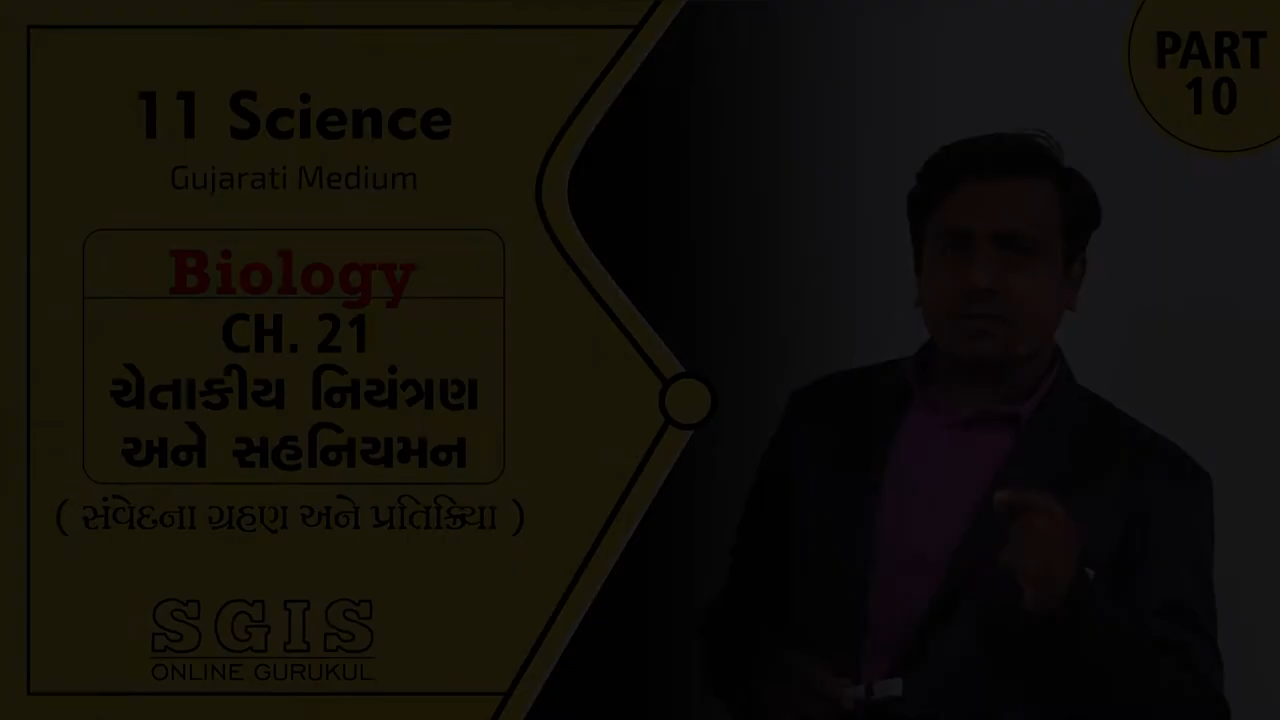 PART
10
11 Science
Gujarati Medium
Biology
CH. 21
ચેતાકીય નિયંત્રણ
અને સહનિયમન
( સંવેદના ગ્રહણ અને પ્રતિક્રિયા )
SGIS
ONLINE GURUKUL